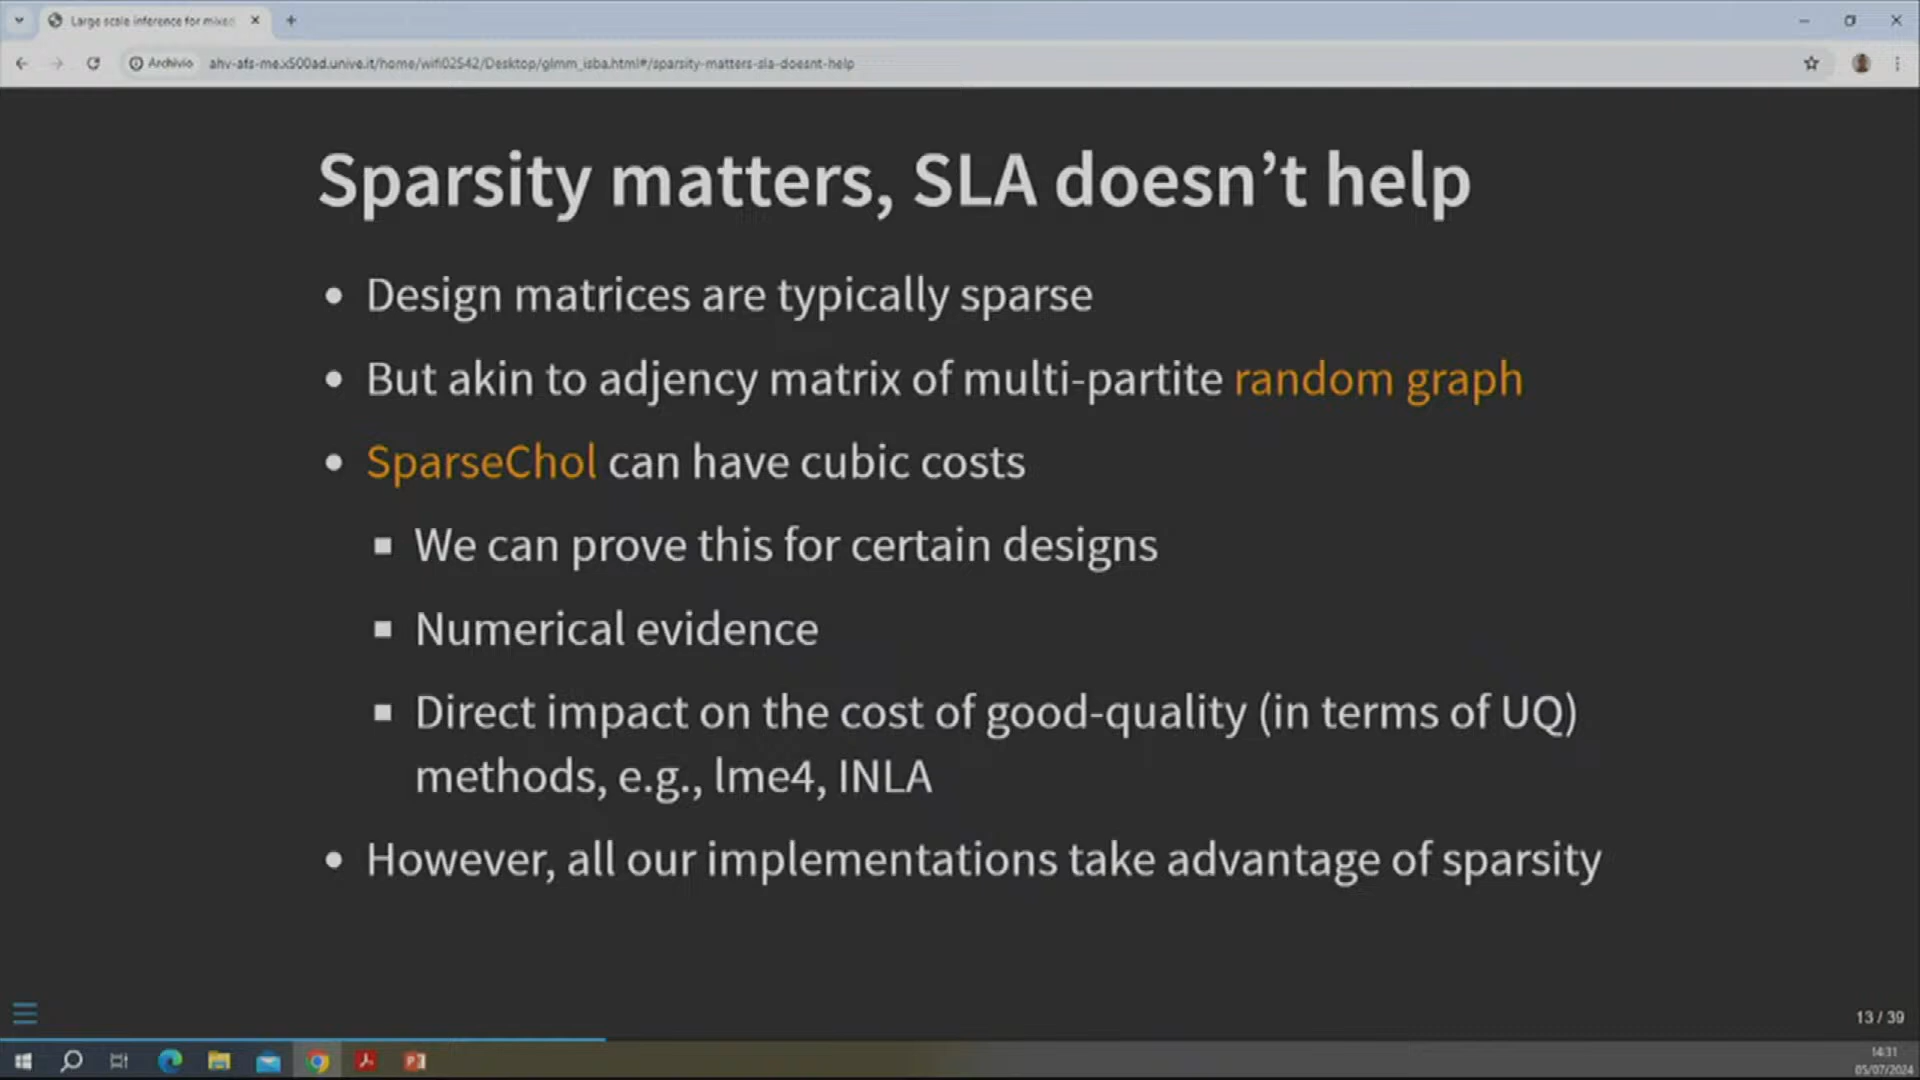 Large scale inference for mixed
Archivio ahv-afs-me.x500ad.unive.it/home/wifi02542/Desktop/glmm_isba.html#/sparsity-matters-sla-doesnt-help
Sparsity matters, SLA doesn’t help
Design matrices are typically sparse
But akin to adjency matrix of multi-partite random graph
SparseChol can have cubic costs
We can prove this for certain designs
Numerical evidence
Direct impact on the cost of good-quality (in terms of UQ)
methods, e.g., lme4, INLA
However, all our implementations take advantage of sparsity
13 / 39
14:31
05/07/2024